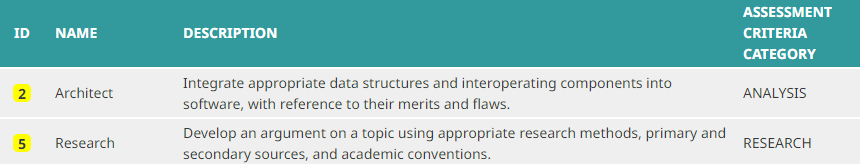 ID NAME DESCRIPTION ASSESSMENT CRITERIA CATEGORY
2 Architect Integrate appropriate data structures and interoperating components into
software, with reference to their merits and flaws. ANALYSIS
5 Research Develop an argument on a topic using appropriate research methods, primary and
secondary sources, and academic conventions. RESEARCH